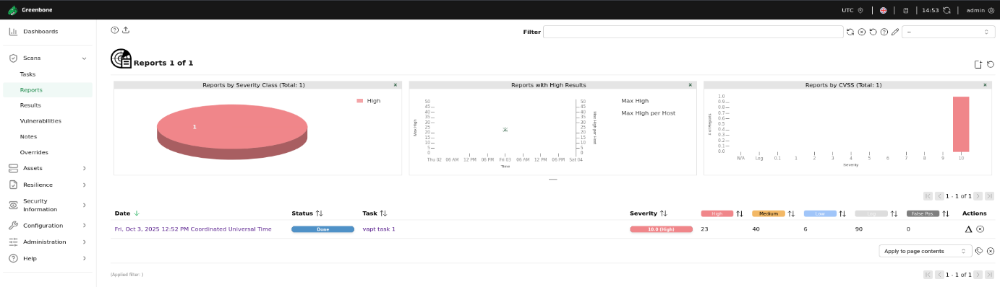 Greenbone
UTC
14:53
admin
Dashboards
Scans
Tasks
Reports
Results
Vulnerabilities
Notes
Overrides
Assets
Resilience
Security
Information
Configuration
Administration
Help
Filter
--
Reports 1 of 1
Reports by Severity Class (Total: 1)
×
High
1
Reports with High Results
×
Max High
Max High per Host
50 45 40 35 30 25 20 15 10 5 0
Max High
50 45 40 35 30 25 20 15 10 5 0
Max High per Host
Thu 02 06 AM 12 PM 06 PM Fri 03 06 AM 12 PM 06 PM Sat 04
Time
Reports by CVSS (Total: 1)
×
1.0 0.9 0.8 0.7 0.6 0.5 0.4 0.3 0.2 0.1 0.0
# of Reports
N/A Log 0.1 1 2 3 4 5 6 7 8 9 10
Severity
1 - 1 of 1
Date Status Task Severity High Medium Low Log False Pos. Actions
Fri, Oct 3, 2025 12:52 PM Coordinated Universal Time Done vapt task 1 10.0 (High) 23 40 6 90 0
Apply to page contents
(Applied filter: )
1 - 1 of 1